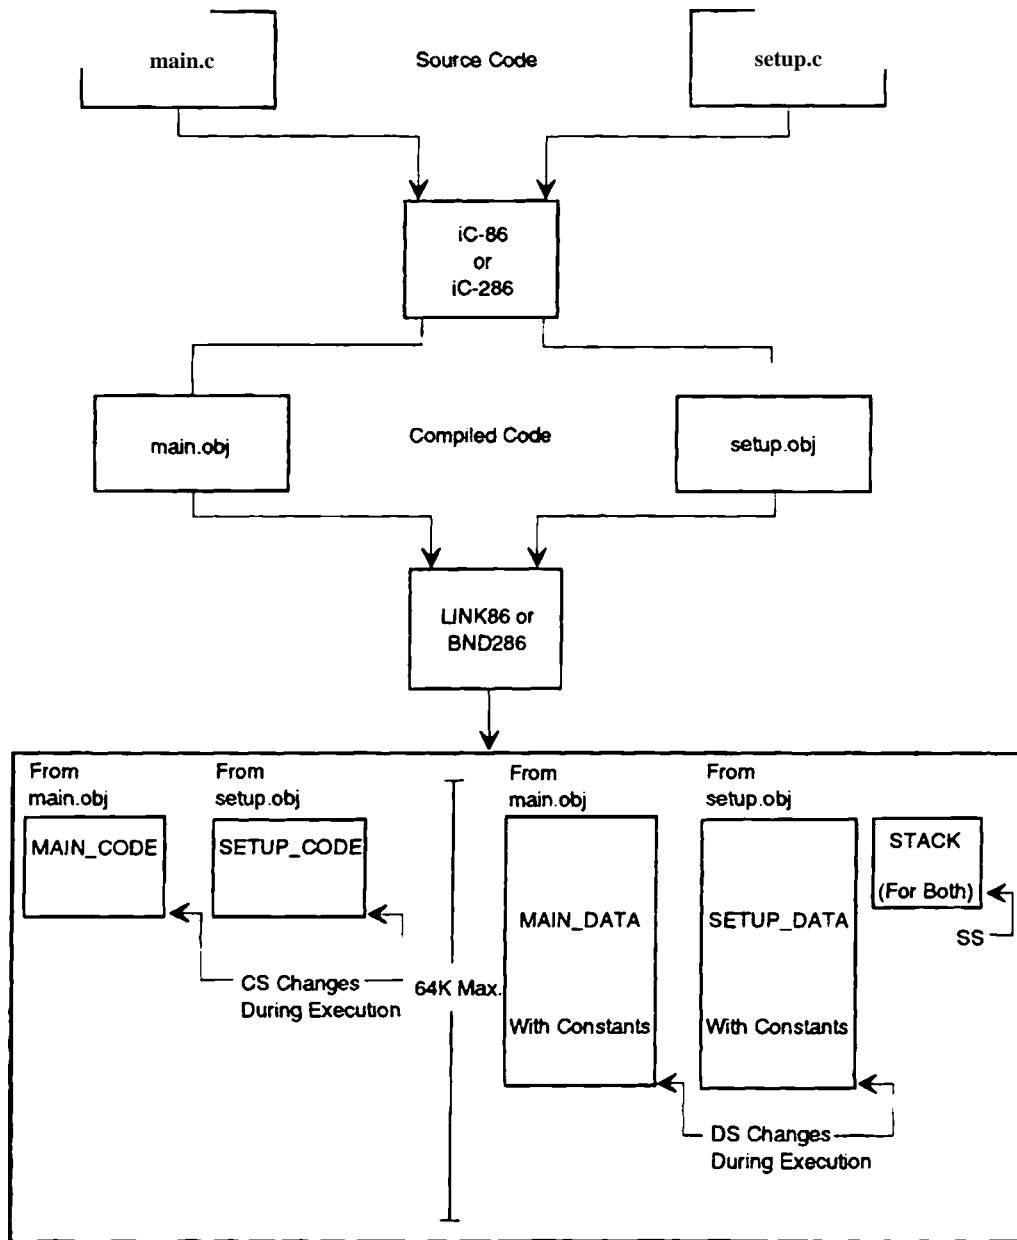 main.c
Source Code
setup.c
iC-86
or
iC-286
main.obj
Compiled Code
setup.obj
LINK86 or
BND286
From
main.obj
From
setup.obj
From
main.obj
From
setup.obj
MAIN_CODE
SETUP_CODE
STACK
(For Both)
MAIN_DATA
SETUP_DATA
SS
CS Changes
During Execution
64K Max.
With Constants
With Constants
DS Changes
During Execution